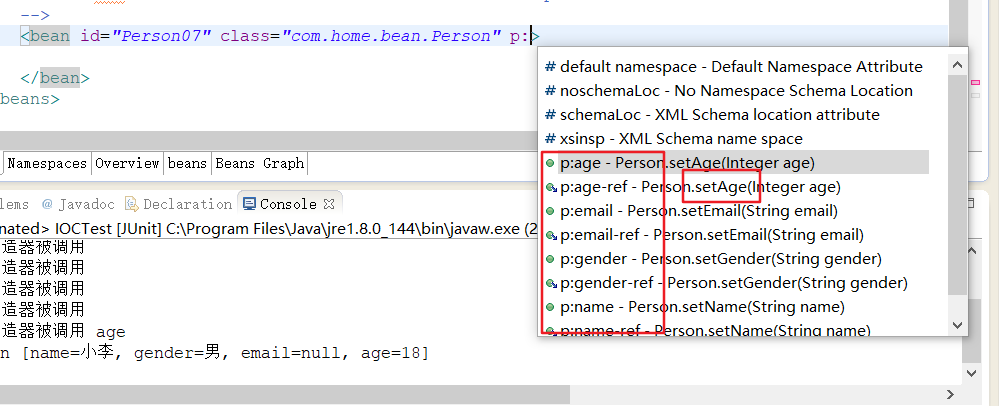 -->
<bean id="Person07" class="com.home.bean.Person" p:>
</bean>
beans>
# default namespace - Default Namespace Attribute
# noschemaLoc - No Namespace Schema Location
# schemaLoc - XML Schema location attribute
# xsinsp - XML Schema name space
p:age - Person.setAge(Integer age)
p:age-ref - Person.setAge(Integer age)
p:email - Person.setEmail(String email)
p:email-ref - Person.setEmail(String email)
p:gender - Person.setGender(String gender)
p:gender-ref - Person.setGender(String gender)
p:name - Person.setName(String name)
p:name-ref - Person.setName(String name)
Namespaces Overview beans Beans Graph
lems @ Javadoc Declaration Console
nated> IOCTest [JUnit] C:\Program Files\Java\jre1.8.0_144\bin\javaw.exe (2
造器被调用
造器被调用
造器被调用
造器被调用 age
n [name=小李, gender=男, email=null, age=18]